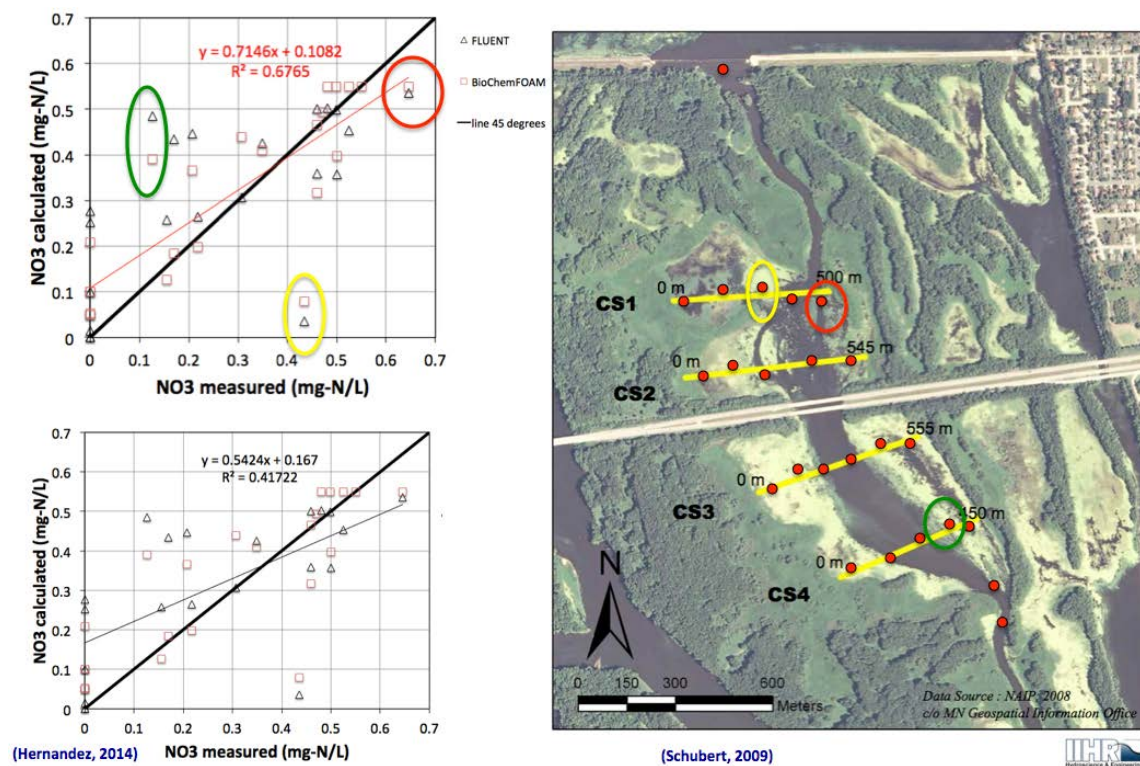 0.7
0.6
0.5
0.4
0.3
0.2
0.1
0
NO3 calculated (mg-N/L)
y = 0.7146x + 0.1082
R² = 0.6765
0 0.1 0.2 0.3 0.4 0.5 0.6 0.7
NO3 measured (mg-N/L)
FLUENT
BioChemFOAM
line 45 degrees
0.7
0.6
0.5
0.4
0.3
0.2
0.1
0
NO3 calculated (mg-N/L)
y = 0.5424x + 0.167
R² = 0.41722
0 0.1 0.2 0.3 0.4 0.5 0.6 0.7
NO3 measured (mg-N/L)
(Hernandez, 2014)
0 m
500 m
CS1
0 m
545 m
CS2
555 m
0 m
CS3
450 m
0 m
CS4
N
0 150 300 600
Meters
Data Source : NAIP, 2008
c/o MN Geospatial Information Office
(Schubert, 2009)
IIHR